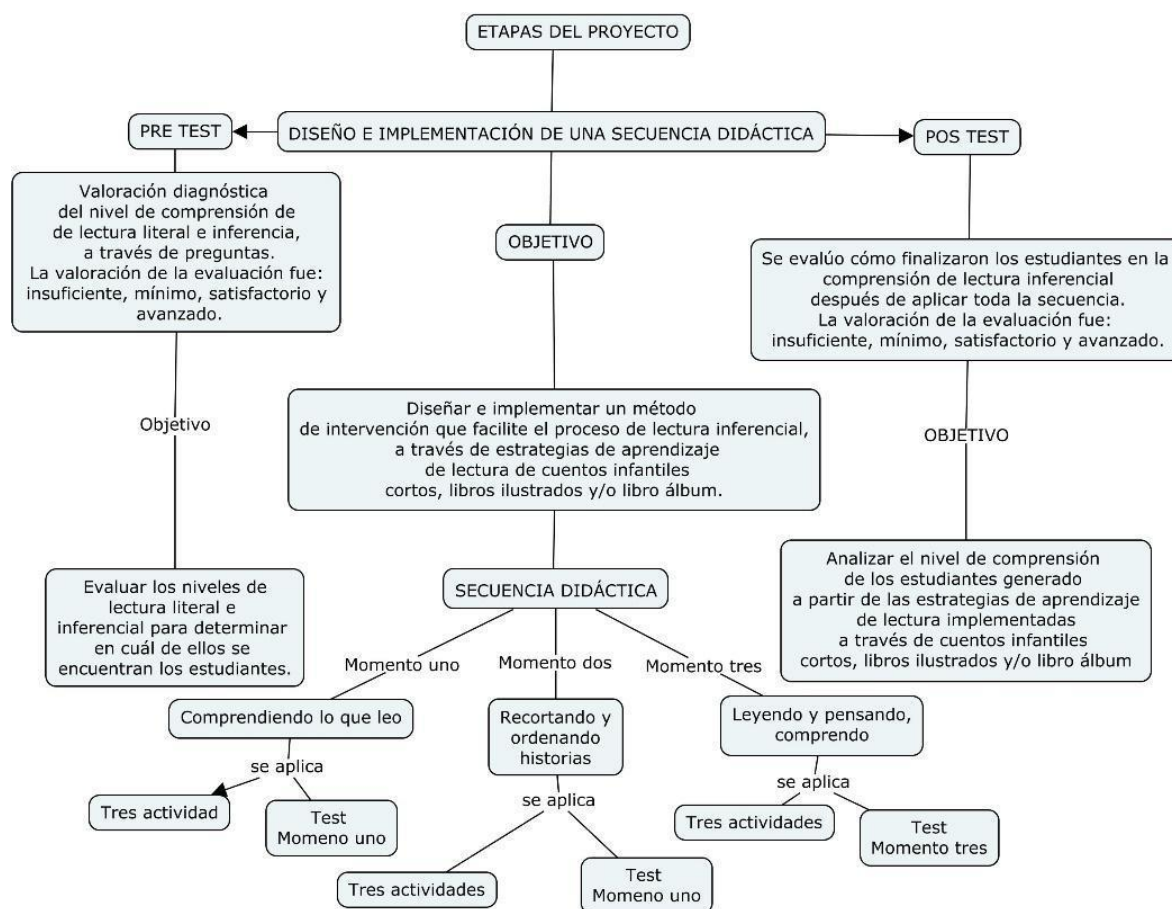 ETAPAS DEL PROYECTO
PRE TEST
DISEÑO E IMPLEMENTACIÓN DE UNA SECUENCIA DIDÁCTICA
POS TEST
Valoración diagnóstica
del nivel de comprensión de
de lectura literal e inferencia,
a través de preguntas.
La valoración de la evaluación fue:
insuficiente, mínimo, satisfactorio y
avanzado.
OBJETIVO
Se evalúo cómo finalizaron los estudiantes en la
comprensión de lectura inferencial
después de aplicar toda la secuencia.
La valoración de la evaluación fue:
insuficiente, mínimo, satisfactorio y avanzado.
Objetivo
Diseñar e implementar un método
de intervención que facilite el proceso de lectura inferencial,
a través de estrategias de aprendizaje
de lectura de cuentos infantiles
cortos, libros ilustrados y/o libro álbum.
OBJETIVO
Evaluar los niveles de
lectura literal e
inferencial para determinar
en cuál de ellos se
encuentran los estudiantes.
SECUENCIA DIDÁCTICA
Analizar el nivel de comprensión
de los estudiantes generado
a partir de las estrategias de aprendizaje
de lectura implementadas
a través de cuentos infantiles
cortos, libros ilustrados y/o libro álbum
Momento uno
Momento dos
Momento tres
Comprendiendo lo que leo
Recortando y
ordenando
historias
Leyendo y pensando,
comprendo
se aplica
se aplica
se aplica
Tres actividad
Test
Momeno uno
Tres actividades
Test
Momeno uno
Tres actividades
Test
Momento tres